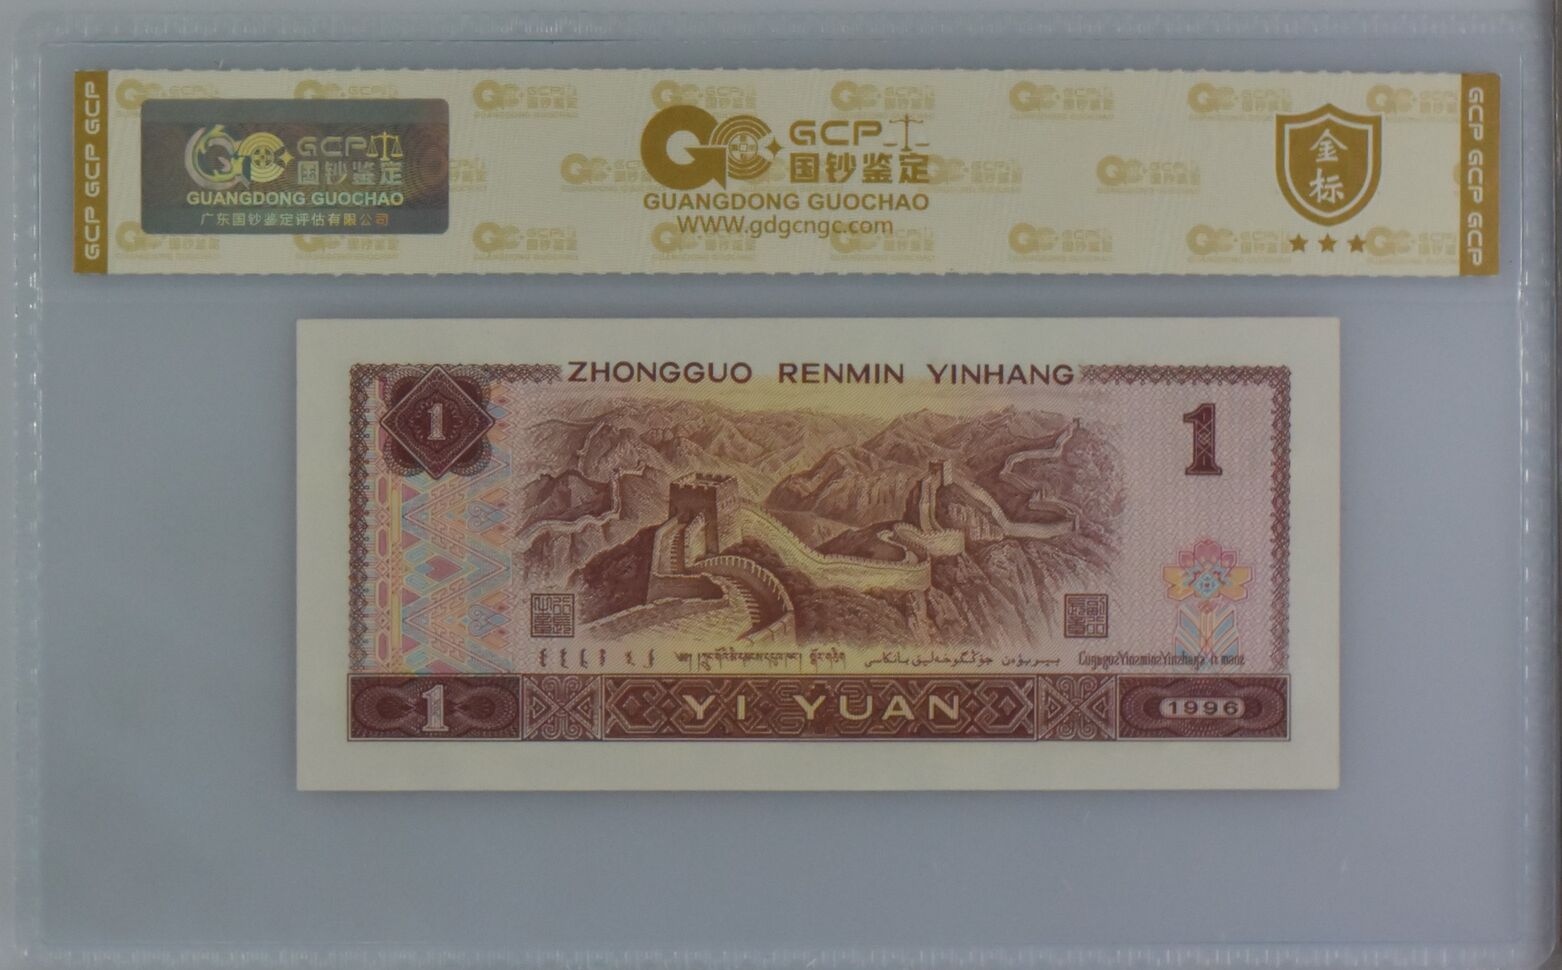 GCP GCP GCP
GCP
国钞鉴定
GUANGDONG GUOCHAO
广东国钞鉴定评估有限公司
GCP
国钞鉴定
GUANGDONG GUOCHAO
WWW.gdgcngc.com
金标
GCP GCP GCP
ZHONGGUO RENMIN YINHANG
1
1
1
YI YUAN
1996